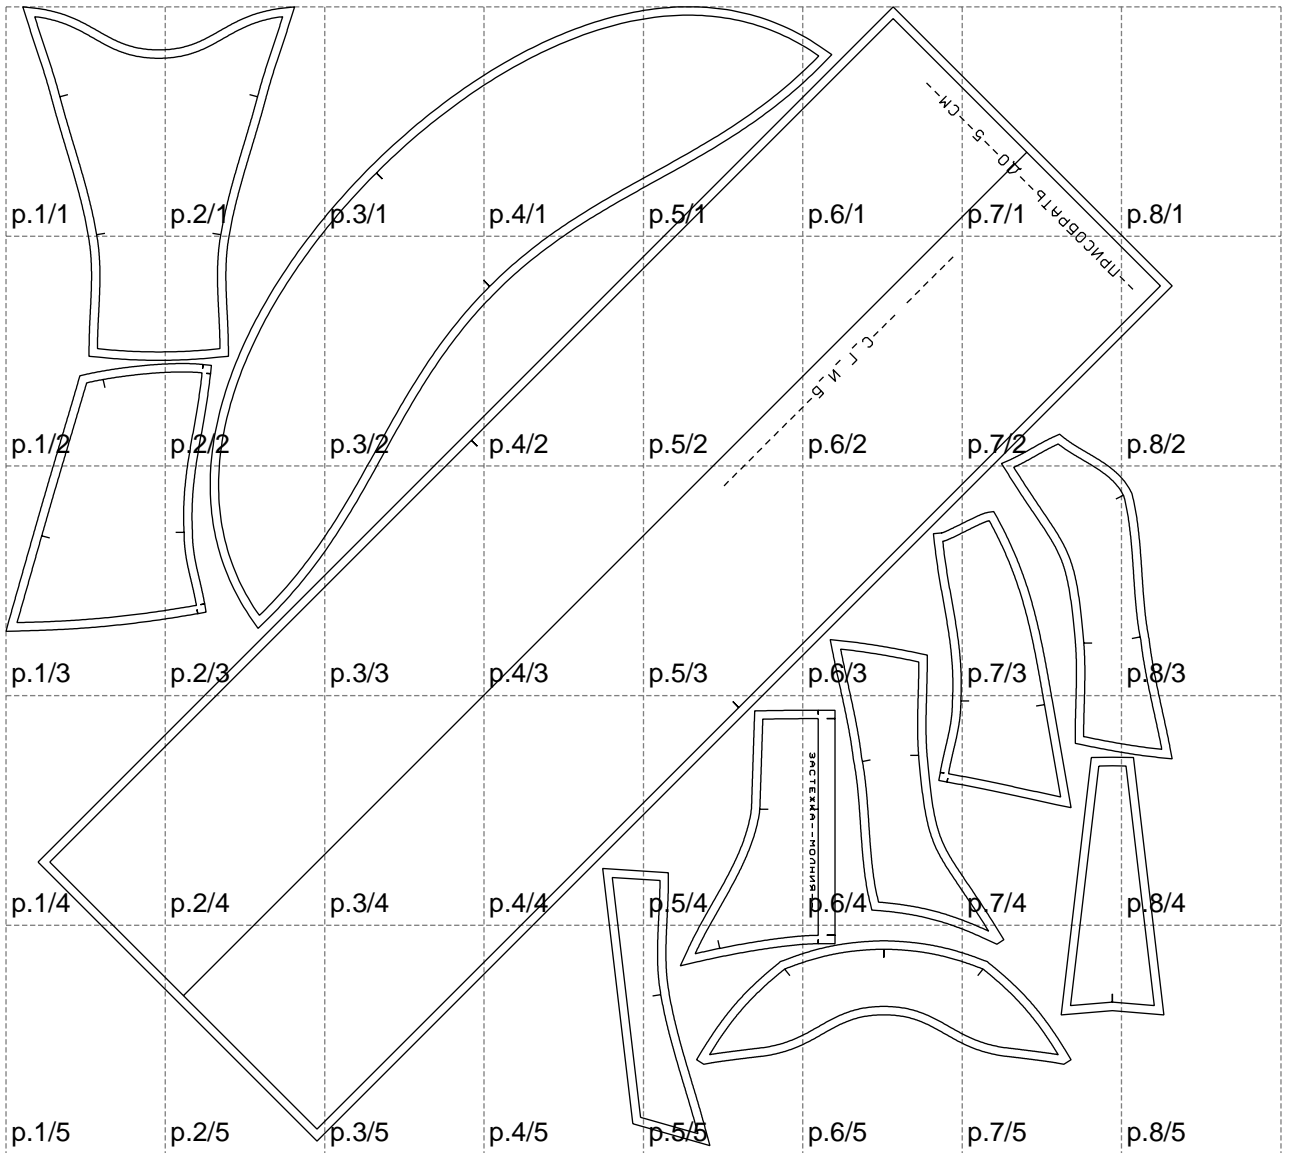 --ПРИСОБРАТЬ--ДО--5--СМ--
p.1/1 p.2/1 p.3/1 p.4/1 p.5/1 p.6/1 p.7/1 p.8/1
С Г И Б
p.1/2 p.2/2 p.3/2 p.4/2 p.5/2 p.6/2 p.7/2 p.8/2
p.1/3 p.2/3 p.3/3 p.4/3 p.5/3 p.6/3 p.7/3 p.8/3
ЗАСТЕЖКА--МОЛНИЯ-
p.1/4 p.2/4 p.3/4 p.4/4 p.5/4 p.6/4 p.7/4 p.8/4
p.1/5 p.2/5 p.3/5 p.4/5 p.5/5 p.6/5 p.7/5 p.8/5